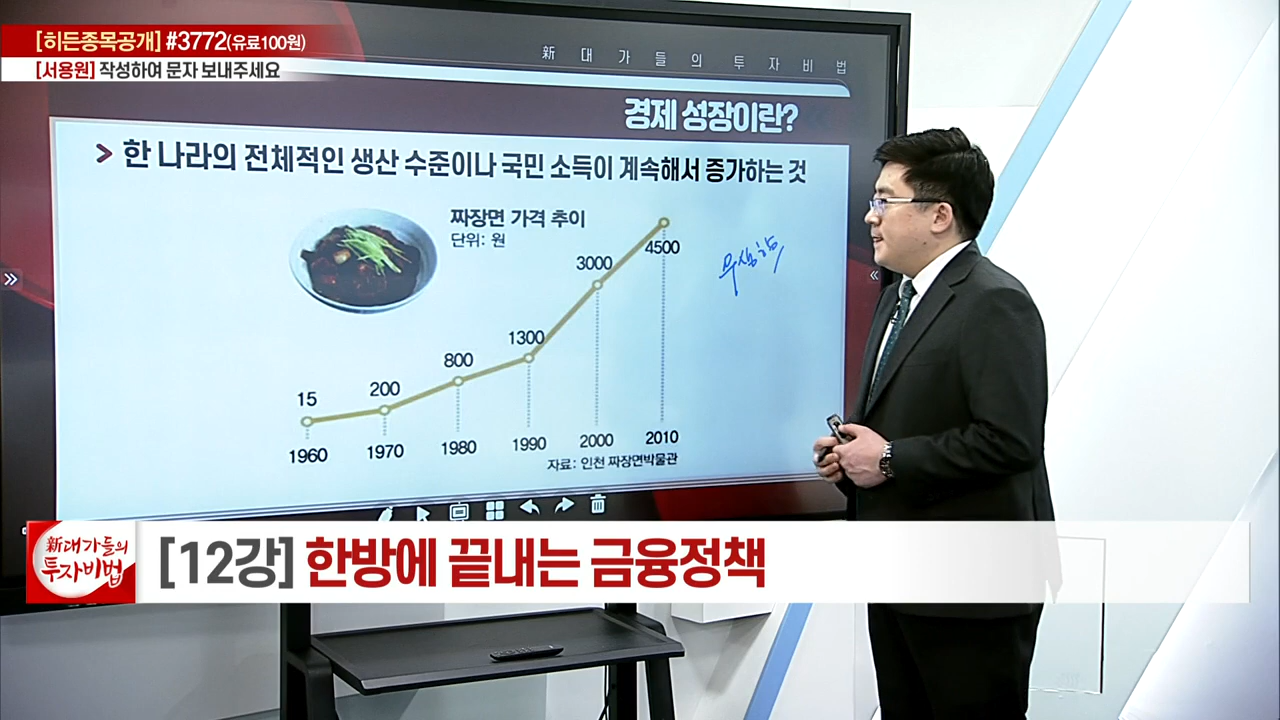 [히든종목공개] #3772(유료100원)
[서용원] 작성하여 문자 보내주세요
新 대가들의 투자비법
경제 성장이란?
> 한 나라의 전체적인 생산 수준이나 국민 소득이 계속해서 증가하는 것
짜장면 가격 추이
단위: 원
4500
3000
1300
800
200
15
1960 1970 1980 1990 2000 2010
자료: 인천 짜장면박물관
新대가들의
투자비법
[12강] 한방에 끝내는 금융정책